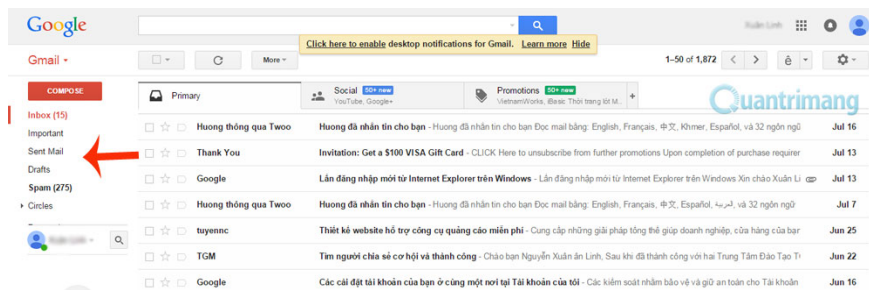 Google
Click here to enable desktop notifications for Gmail. Learn more Hide
Gmail
More
1–50 of 1,872
ê
COMPOSE
Inbox (15)
Important
Sent Mail
Drafts
Spam (275)
Circles
Primary
Social 50+ new
YouTube, Google+
Promotions 50+ new
VietnamWorks, iBasic Thời trang lót M...
+
Quantrimang
Huong thông qua Twoo Huong đã nhắn tin cho bạn - Huong đã nhắn tin cho bạn Đọc mail bằng: English, Français, 中文, Khmer, Español, và 32 ngôn ngữ Jul 16
Thank You Invitation: Get a $100 VISA Gift Card - CLICK Here to unsubscribe from further promotions Upon completion of purchase requirer Jul 13
Google Lần đăng nhập mới từ Internet Explorer trên Windows - Lần đăng nhập mới từ Internet Explorer trên Windows Xin chào Xuân Li Jul 13
Huong thông qua Twoo Huong đã nhắn tin cho bạn - Huong đã nhắn tin cho bạn Đọc mail bằng: English, Français, 中文, Español, العربية, và 32 ngôn ngữ Jul 7
tuyennc Thiết kế website hỗ trợ công cụ quảng cáo miễn phí - Cung cấp những giải pháp tổng thể giúp doanh nghiệp, cửa hàng của bạn Jun 25
TGM Tìm người chia sẻ cơ hội và thành công - Chào bạn Nguyễn Xuân ân Linh, Sau khi đã thành công với hai Trung Tâm Đào Tạo Jun 22
Google Các cài đặt tài khoản của bạn ở cùng một nơi tại Tài khoản của tôi - Các kiểm soát nhằm bảo vệ và giữ an toàn cho Tài khoản Jun 16